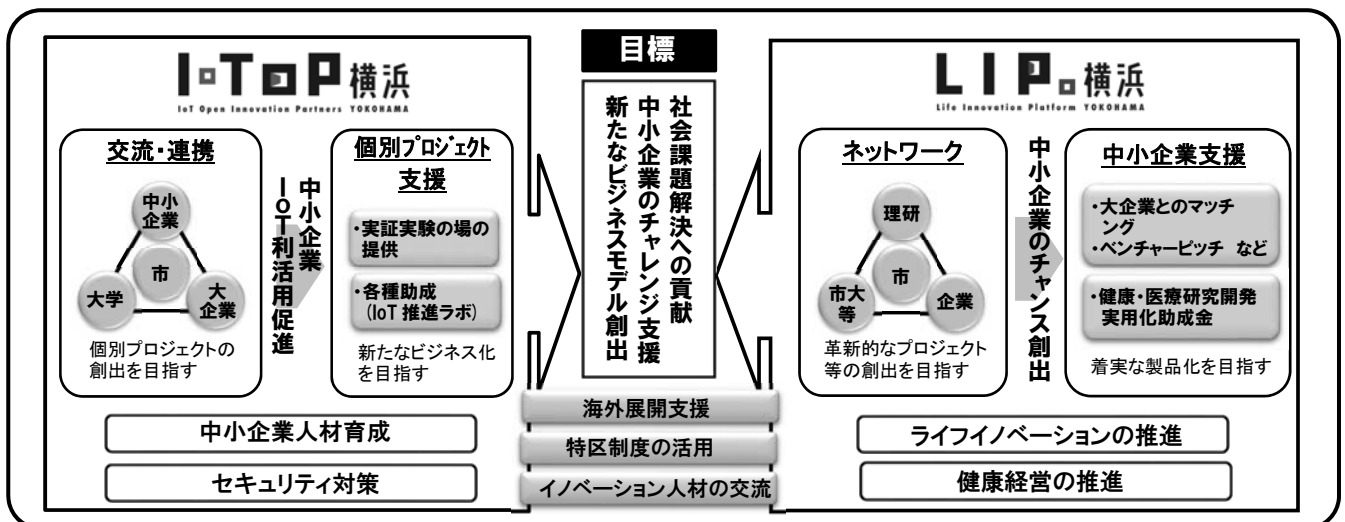 I・TOP横浜
IoT Open Innovation Partners YOKOHAMA
交流・連携
中小
企業
市
大学
大
企業
個別プロジェクトの
創出を目指す
中小企業
IOT利活用促進
個別プロジェクト
支援
・実証実験の場の
提供
・各種助成
(IoT 推進ラボ)
新たなビジネス化
を目指す
中小企業人材育成
セキュリティ対策
目標
社会課題解決への貢献
中小企業のチャレンジ支援
新たなビジネスモデル創出
海外展開支援
特区制度の活用
イノベーション人材の交流
LIP.横浜
Life Innovation Platform YOKOHAMA
ネットワーク
理研
市
市大
等
企業
革新的なプロジェクト
等の創出を目指す
中小企業のチャンス創出
中小企業支援
・大企業とのマッチ
ング
・ベンチャーピッチ など
・健康・医療研究開発
実用化助成金
着実な製品化を目指す
ライフイノベーションの推進
健康経営の推進